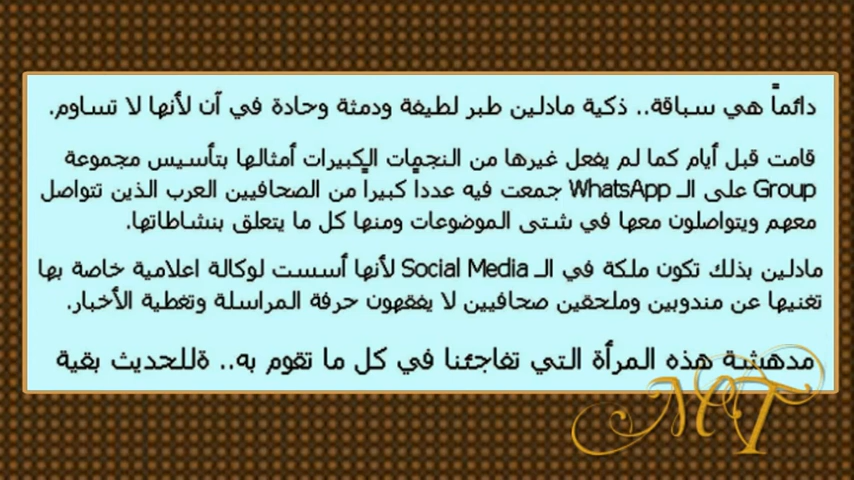 دائماً هي سباقة.. ذكية مادلين طبر لطيفة ودمثة وحادة في آن لأنها لا تساوم.
قامت قبل أيام كما لم يفعل غيرها من النجمات الكبيرات أمثالها بتأسيس مجموعة
Group على الـ WhatsApp جمعت فيه عدداً كبيراً من الصحافيين العرب الذين تتواصل
معهم ويتواصلون معها في شتى الموضوعات ومنها كل ما يتعلق بنشاطاتها.
مادلين بذلك تكون ملكة في الـ Social Media لأنها أسست لوكالة اعلامية خاصة بها
تغنيها عن مندوبين وملحقين صحافيين لا يفقهون حرفة المراسلة وتغطية الأخبار.
مدهشة هذه المرأة التي تفاجئنا في كل ما تقوم به.. ةللحديث بقية
MT